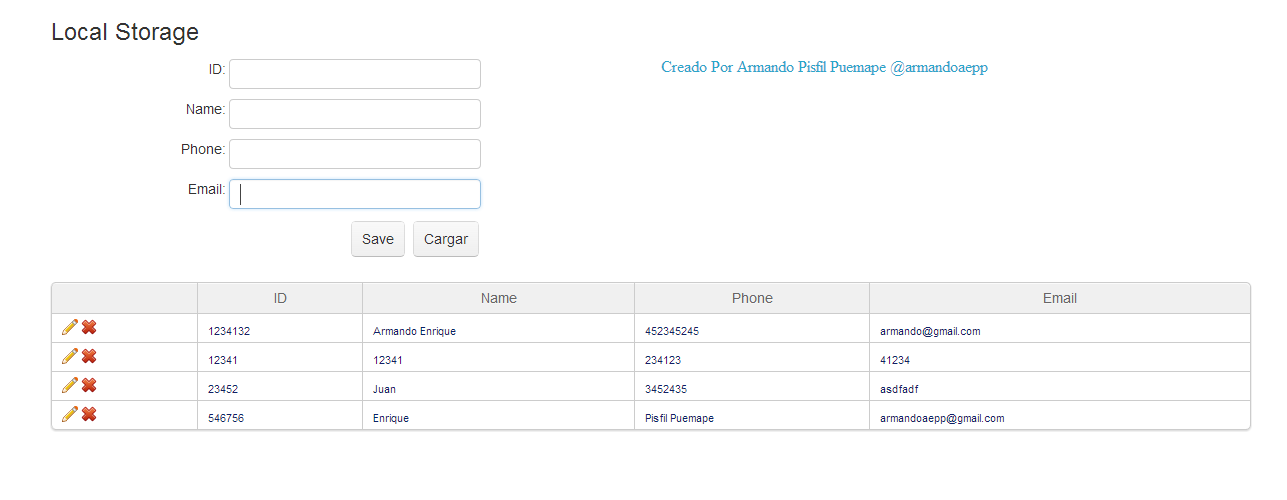 Local Storage
ID:
Creado Por Armando Pisfil Puemape @armandoaepp
Name:
Phone:
Email:
Save Cargar
ID Name Phone Email
1234132 Armando Enrique 452345245 armando@gmail.com
12341 12341 234123 41234
23452 Juan 3452435 asdfadf
546756 Enrique Pisfil Puemape armandoaepp@gmail.com